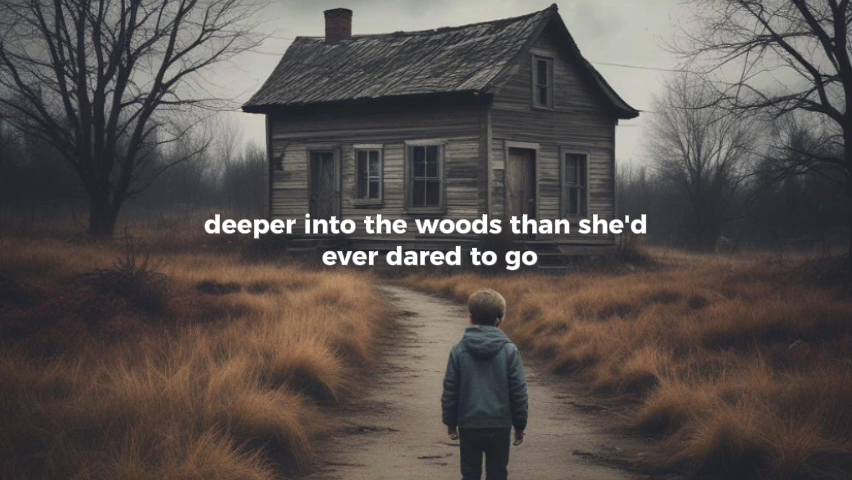 deeper into the woods than she'd
ever dared to go